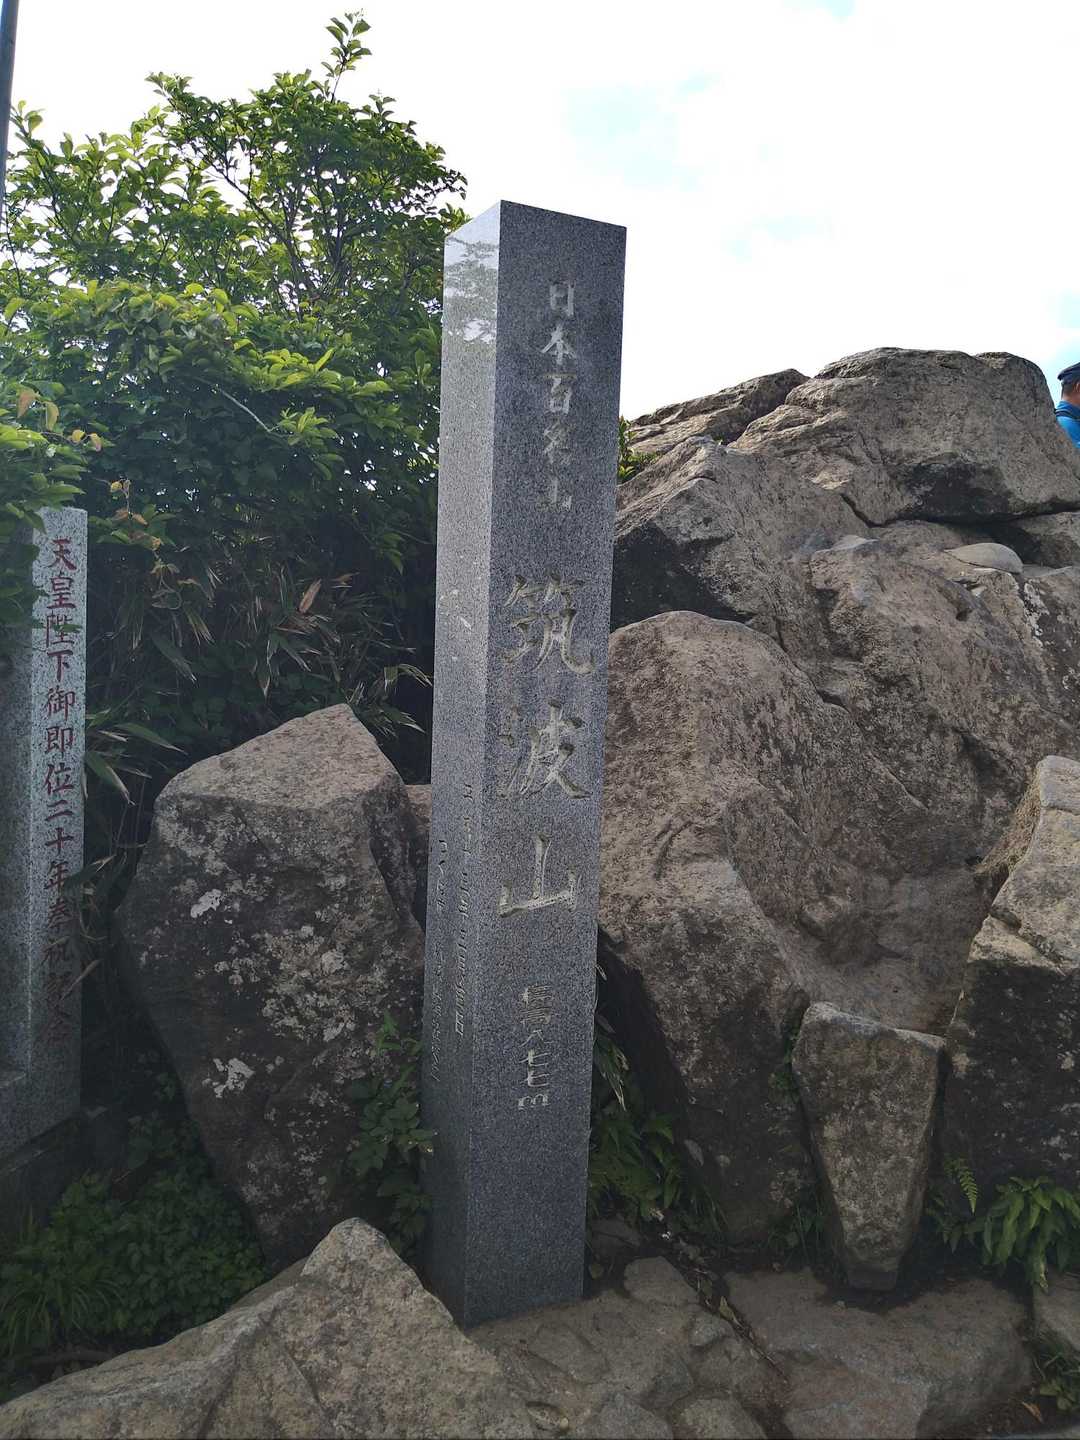 日本百名山
筑波山
標高八七七m
天皇陛下御即位二十年奉祝記念